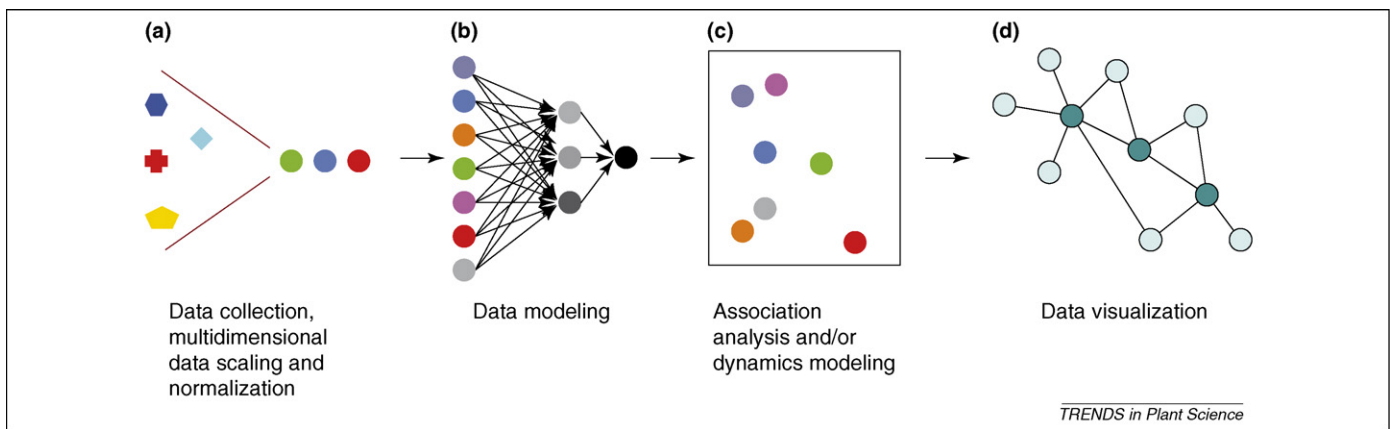 (a)
(b)
(c)
(d)
Data collection,
multidimensional
data scaling and
normalization
Data modeling
Association
analysis and/or
dynamics modeling
Data visualization
TRENDS in Plant Science